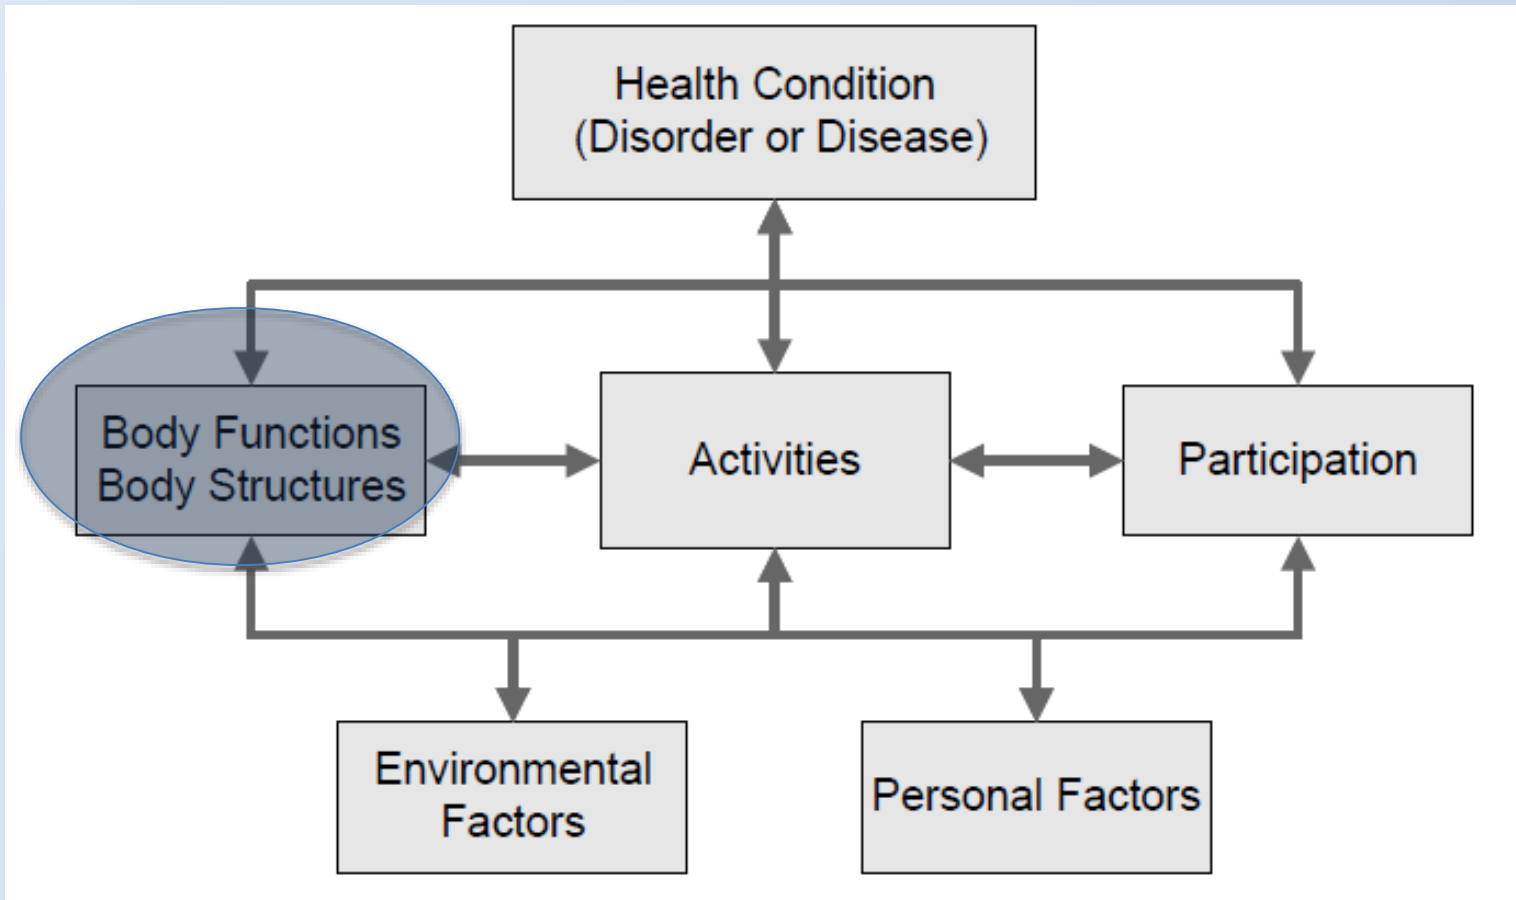 Health Condition
(Disorder or Disease)
Body Functions
Body Structures
Activities
Participation
Environmental
Factors
Personal Factors